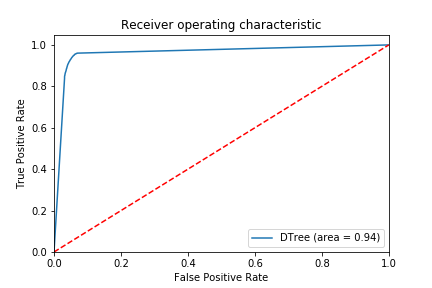 Receiver operating characteristic
True Positive Rate
1.0
0.8
0.6
0.4
0.2
0.0
DTree (area = 0.94)
0.0 0.2 0.4 0.6 0.8 1.0
False Positive Rate